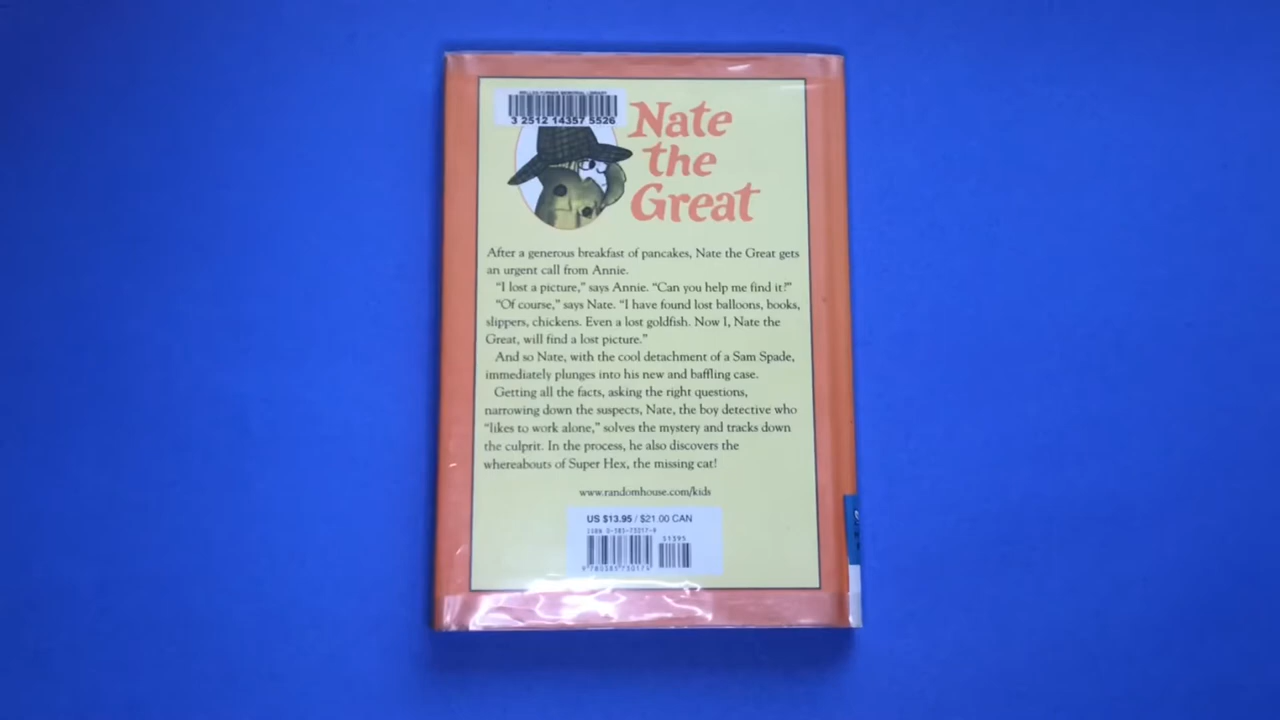 3 2512 14357 5526
Nate
the
Great
After a generous breakfast of pancakes, Nate the Great gets
an urgent call from Annie.
“I lost a picture,” says Annie. “Can you help me find it?”
“Of course,” says Nate. “I have found lost balloons, books,
slippers, chickens. Even a lost goldfish. Now I, Nate the
Great, will find a lost picture.”
And so Nate, with the cool detachment of a Sam Spade,
immediately plunges into his new and baffling case.
Getting all the facts, asking the right questions,
narrowing down the suspects, Nate, the boy detective who
“likes to work alone,” solves the mystery and tracks down
the culprit. In the process, he also discovers the
whereabouts of Super Hex, the missing cat!
www.randomhouse.com/kids
US $13.95 / $21.00 CAN
ISBN 0-385-73017-9
51395